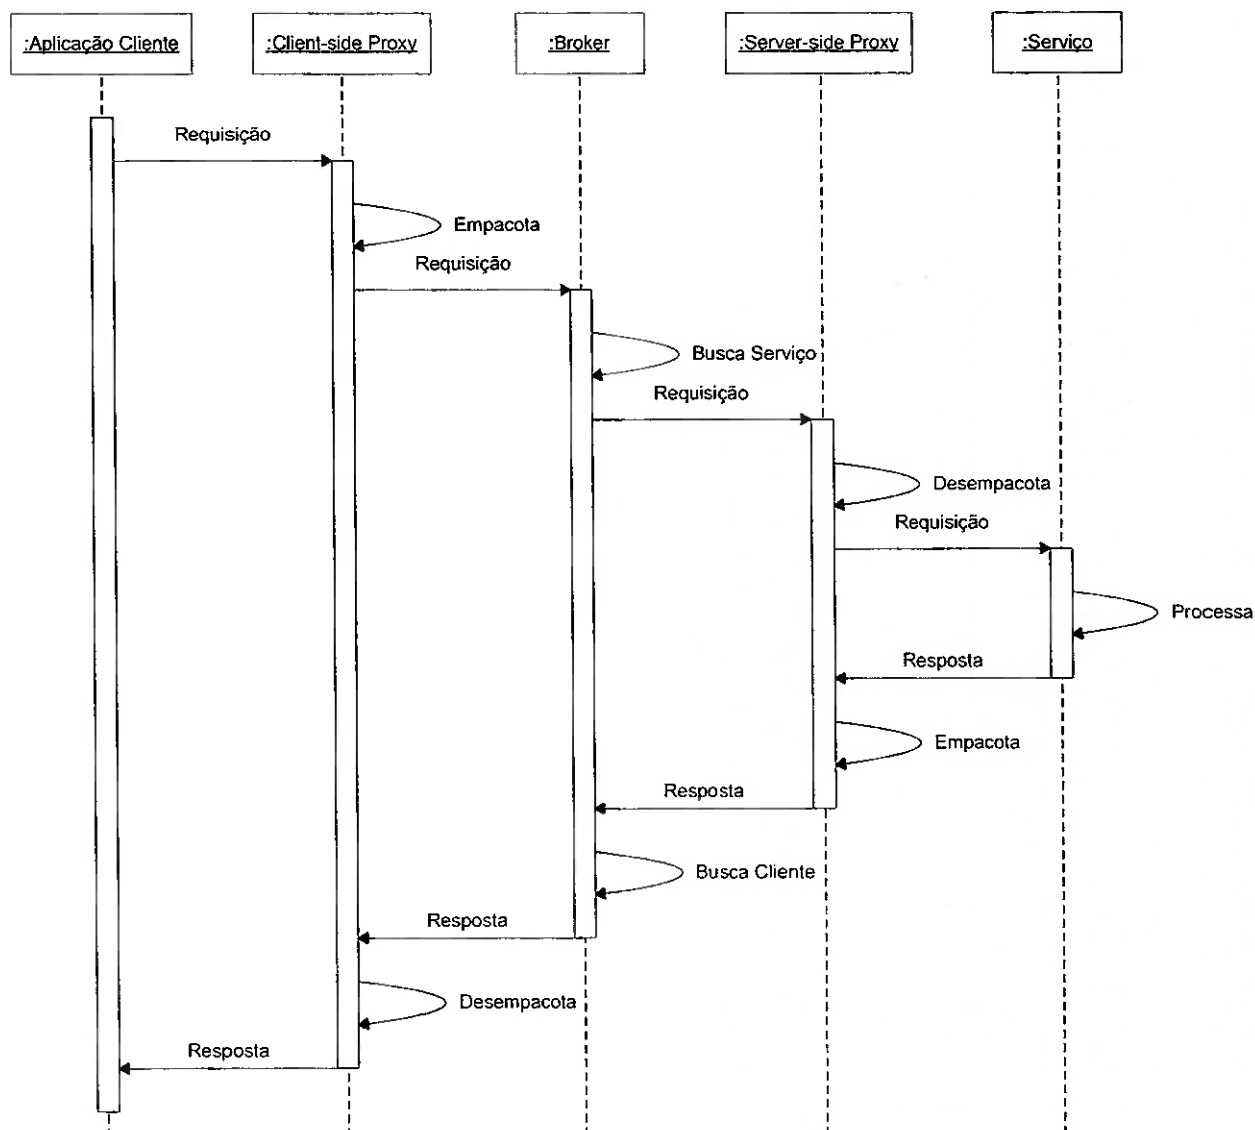 :Aplicação Cliente
:Client-side Proxy
:Broker
:Server-side Proxy
:Serviço
Requisição
Empacota
Requisição
Busca Serviço
Requisição
Desempacota
Requisição
Processa
Resposta
Empacota
Resposta
Busca Cliente
Resposta
Desempacota
Resposta